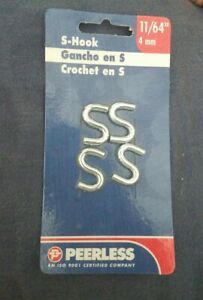 11/64"
4 mm
S-Hook
Gancho en S
Crochet en S
PEERLESS
AN ISO 9001 CERTIFIED COMPANY